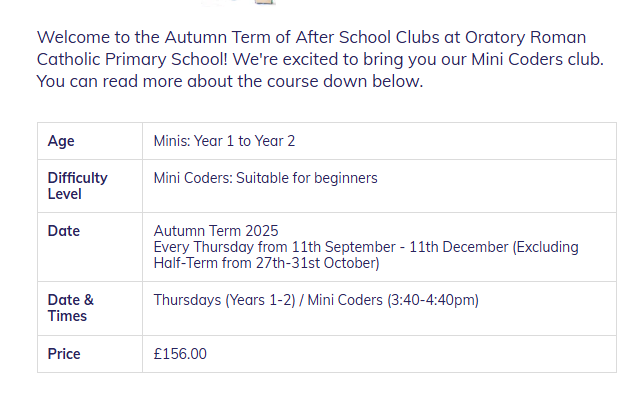 Welcome to the Autumn Term of After School Clubs at Oratory Roman
Catholic Primary School! We're excited to bring you our Mini Coders club.
You can read more about the course down below.
Age
Minis: Year 1 to Year 2
Difficulty
Level
Mini Coders: Suitable for beginners
Date
Autumn Term 2025
Every Thursday from 11th September - 11th December (Excluding
Half-Term from 27th-31st October)
Date &
Times
Thursdays (Years 1-2) / Mini Coders (3:40-4:40pm)
Price
£156.00